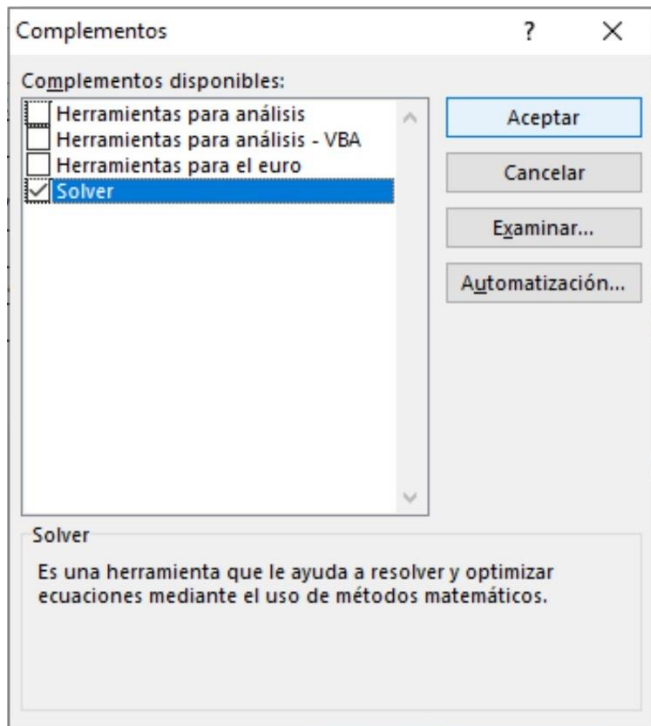 Complementos
?
Complementos disponibles:
Herramientas para análisis
Herramientas para análisis - VBA
Herramientas para el euro
Solver
Aceptar
Cancelar
Examinar...
Automatización...
Solver
Es una herramienta que le ayuda a resolver y optimizar
ecuaciones mediante el uso de métodos matemáticos.